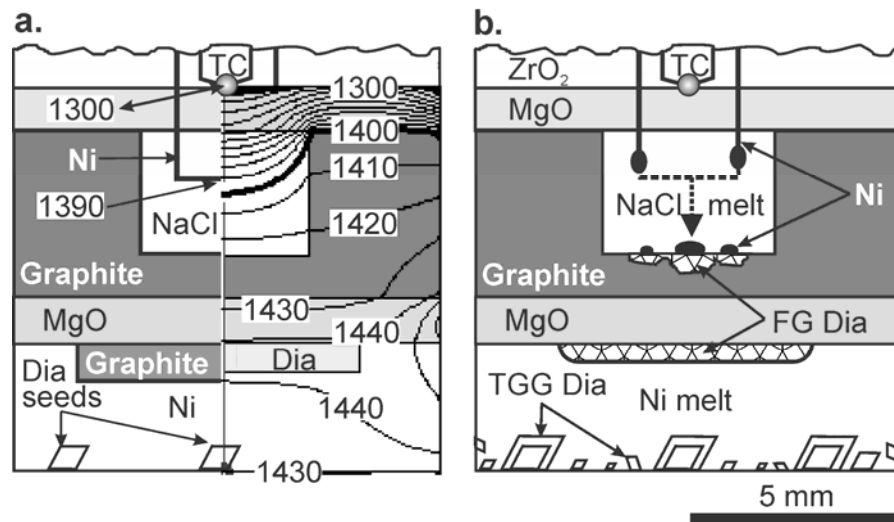 a.
TC
1300
1300
1400
Ni
1410
1390
NaCl
1420
Graphite
1430
MgO
1440
Graphite
Dia
Dia
seeds
Ni
1440
1430
b.
TC
ZrO₂
MgO
NaCl melt
Ni
Graphite
MgO
FG Dia
TGG Dia
Ni melt
5 mm